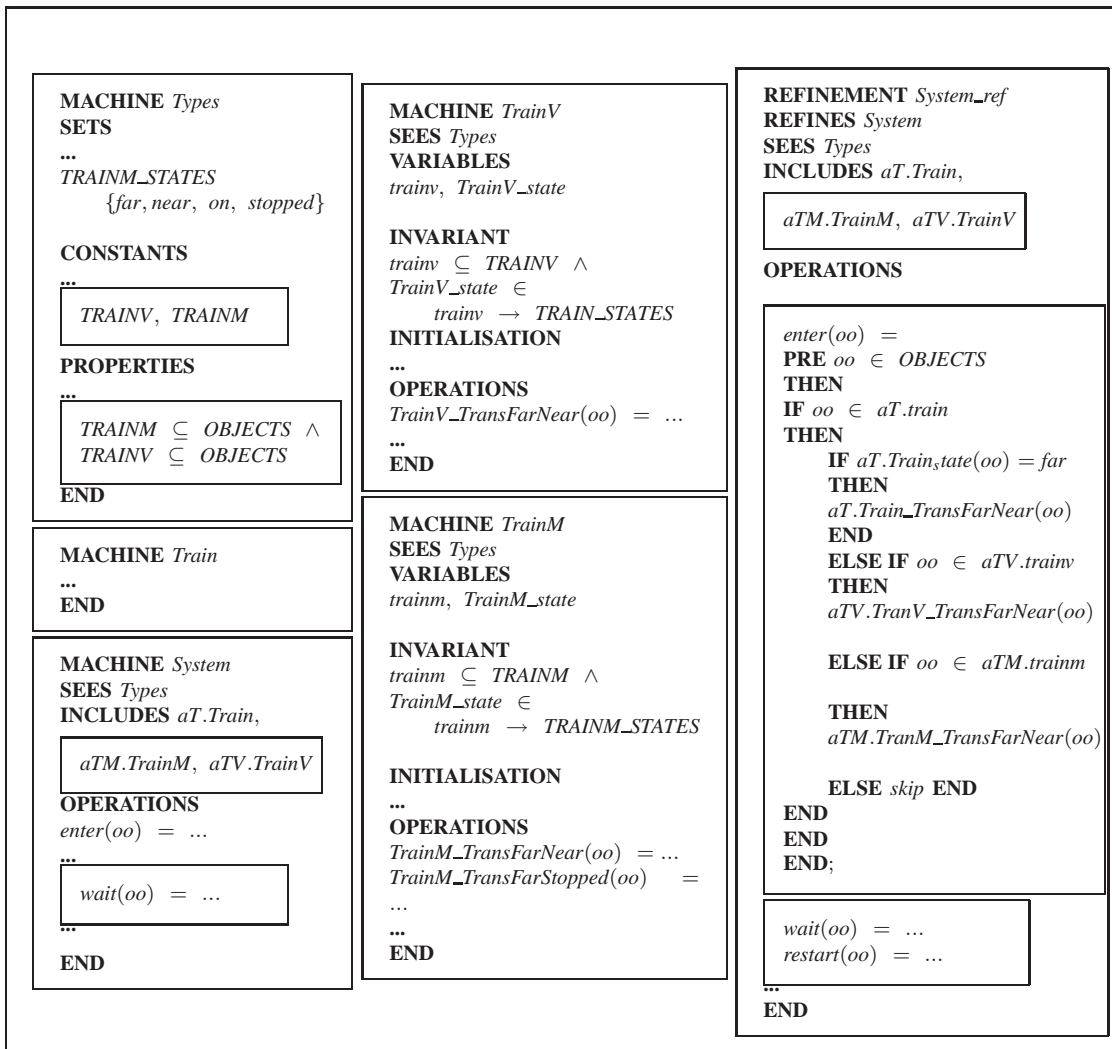 MACHINE Types
SETS
...
TRAINM_STATES
{far, near, on, stopped}
CONSTANTS
...
TRAINV, TRAINM
PROPERTIES
...
TRAINM ⊆ OBJECTS ∧
TRAINV ⊆ OBJECTS
END
MACHINE Train
...
END
MACHINE System
SEES Types
INCLUDES aT.Train,
aTM.TrainM, aTV.TrainV
OPERATIONS
enter(oo) = ...
...
wait(oo) = ...
...
END
MACHINE TrainV
SEES Types
VARIABLES
trainv, TrainV_state
INVARIANT
trainv ⊆ TRAINV ∧
TrainV_state ∈
trainv → TRAIN_STATES
INITIALISATION
...
OPERATIONS
TrainV_TransFarNear(oo) = ...
...
END
MACHINE TrainM
SEES Types
VARIABLES
trainm, TrainM_state
INVARIANT
trainm ⊆ TRAINM ∧
TrainM_state ∈
trainm → TRAINM_STATES
INITIALISATION
...
OPERATIONS
TrainM_TransFarNear(oo) = ...
TrainM_TransFarStopped(oo) =
...
...
END
REFINEMENT System_ref
REFINES System
SEES Types
INCLUDES aT.Train,
aTM.TrainM, aTV.TrainV
OPERATIONS
enter(oo) =
PRE oo ∈ OBJECTS
THEN
IF oo ∈ aT.train
THEN
IF aT.Trainₛtate(oo) = far
THEN
aT.Train_TransFarNear(oo)
END
ELSE IF oo ∈ aTV.trainv
THEN
aTV.TranV_TransFarNear(oo)
ELSE IF oo ∈ aTM.trainm
THEN
aTM.TranM_TransFarNear(oo)
ELSE skip END
END
END
END;
wait(oo) = ...
restart(oo) = ...
...
END